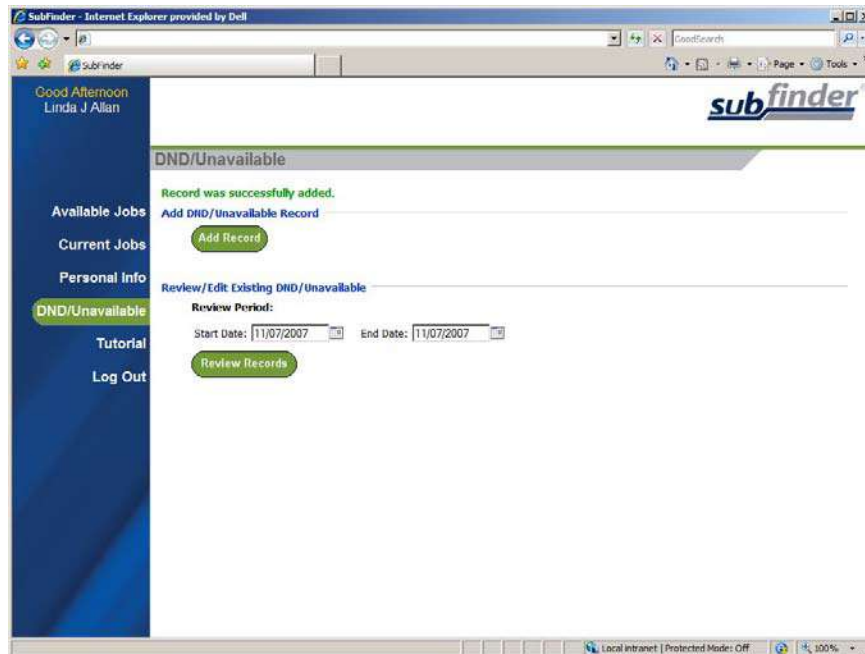 SubFinder - Internet Explorer provided by Dell
GoodSearch
SubFinder
Page
Tools
Good Afternoon
Linda J Allan
subfinder
DND/Unavailable
Record was successfully added.
Available Jobs
Add DND/Unavailable Record
Current Jobs
Add Record
Personal Info
Review/Edit Existing DND/Unavailable
DND/Unavailable
Review Period:
Start Date: 11/07/2007 End Date: 11/07/2007
Tutorial
Review Records
Log Out
Local intranet | Protected Mode: Off 100%